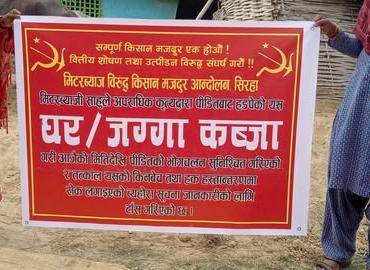 सम्पूर्ण किसान मजदुर एक होऔं !
वित्तीय शोषण तथा उत्पीडन विरुद्ध संघर्ष गरौं !!
मिटरब्याज विरुद्ध किसान मजदुर आन्दोलन, सिरहा
मिटरब्याजी साहुले अपराधिक कृत्यद्वारा पीडितबाट हडपेको यस
घर/जग्गा कब्जा
गरी आजैको मितिदेखि पीडितको भोगचलन सुनिश्चित गरिएको
र तत्काल यसको किनबेच तथा हक हस्तान्तरणमा
रोक लगाइएको व्यहोरा सूचना जानकारीको लागि
टाँस गरिएको छ ।